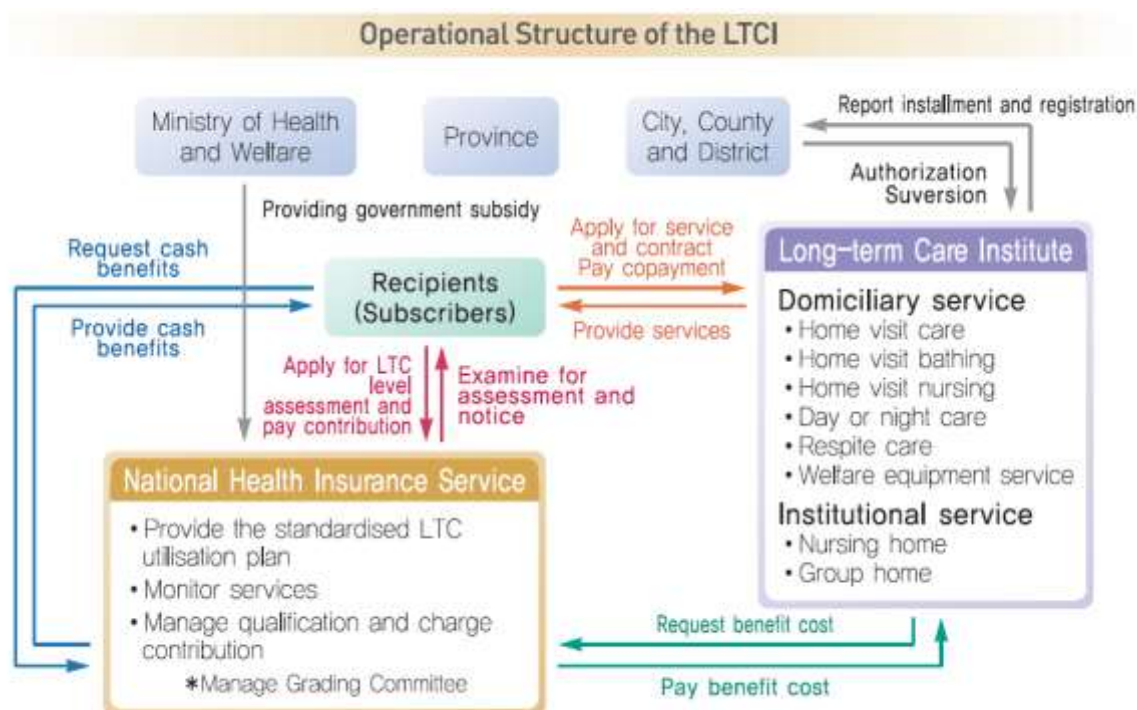 Operational Structure of the LTCI
Ministry of Health
and Welfare
Province
City, County
and District
Report installment and registration
Authorization
Suversion
Providing government subsidy
Request cash
benefits
Provide cash
benefits
Recipients
(Subscribers)
Apply for service
and contract
Pay copayment
Provide services
Apply for LTC
level
assessment and
pay contribution
Examine for
assessment and
notice
Long-term Care Institute
Domiciliary service
• Home visit care
• Home visit bathing
• Home visit nursing
• Day or night care
• Respite care
• Welfare equipment service
Institutional service
• Nursing home
• Group home
National Health Insurance Service
• Provide the standardised LTC
utilisation plan
• Monitor services
• Manage qualification and charge
contribution
*Manage Grading Committee
Request benefit cost
Pay benefit cost